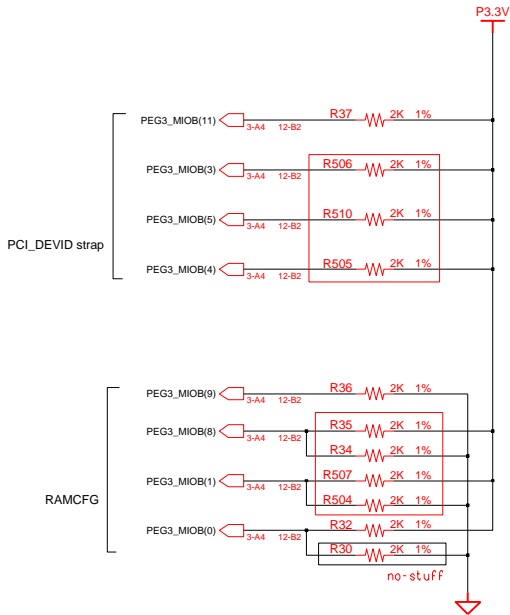 P3.3V
PEG3_MIOB(11) 3-A4 12-B2 R37 2K 1%
PEG3_MIOB(3) 3-A4 12-B2 R506 2K 1%
PEG3_MIOB(5) 3-A4 12-B2 R510 2K 1%
PCI_DEVID strap
PEG3_MIOB(4) 3-A4 12-B2 R505 2K 1%
PEG3_MIOB(9) 3-A4 12-B2 R36 2K 1%
PEG3_MIOB(8) 3-A4 12-B2 R35 2K 1%
R34 2K 1%
PEG3_MIOB(1) 3-A4 12-B2 R507 2K 1%
RAMCFG
R504 2K 1%
PEG3_MIOB(0) 3-A4 12-B2 R32 2K 1%
R30 2K 1%
no-stuff